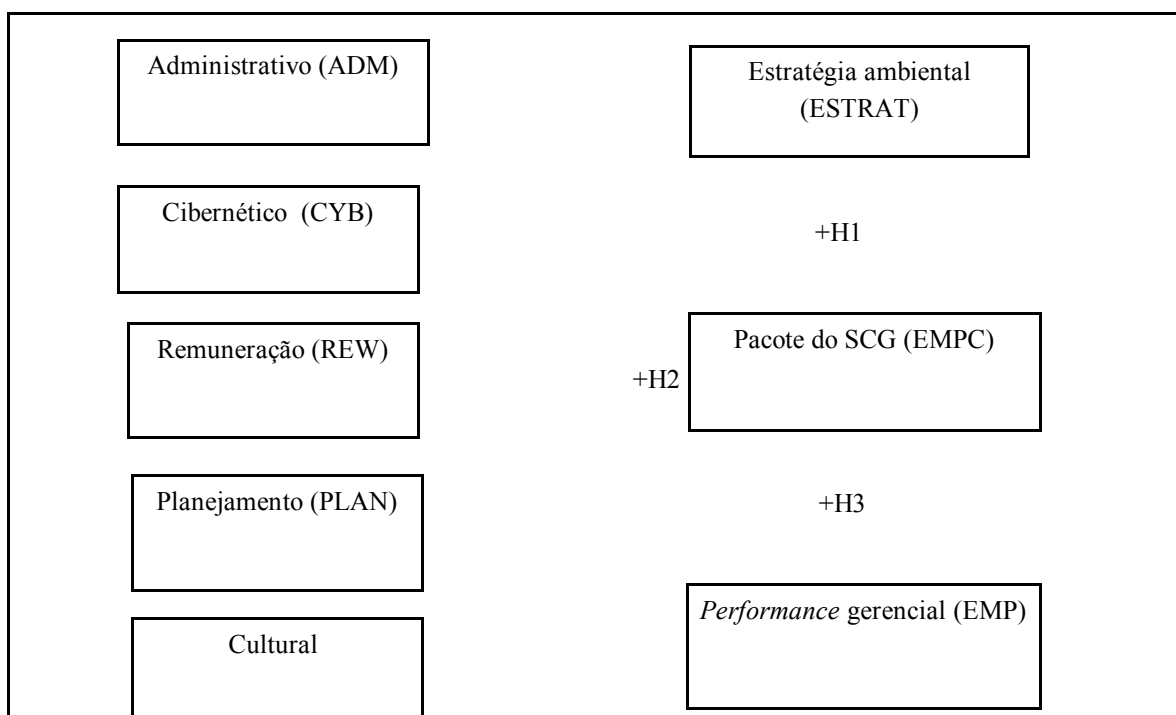 Administrativo (ADM)
Estratégia ambiental
(ESTRAT)
Cibernético (CYB)
+H1
Remuneração (REW)
Pacote do SCG (EMPC)
+H2
Planejamento (PLAN)
+H3
Performance gerencial (EMP)
Cultural